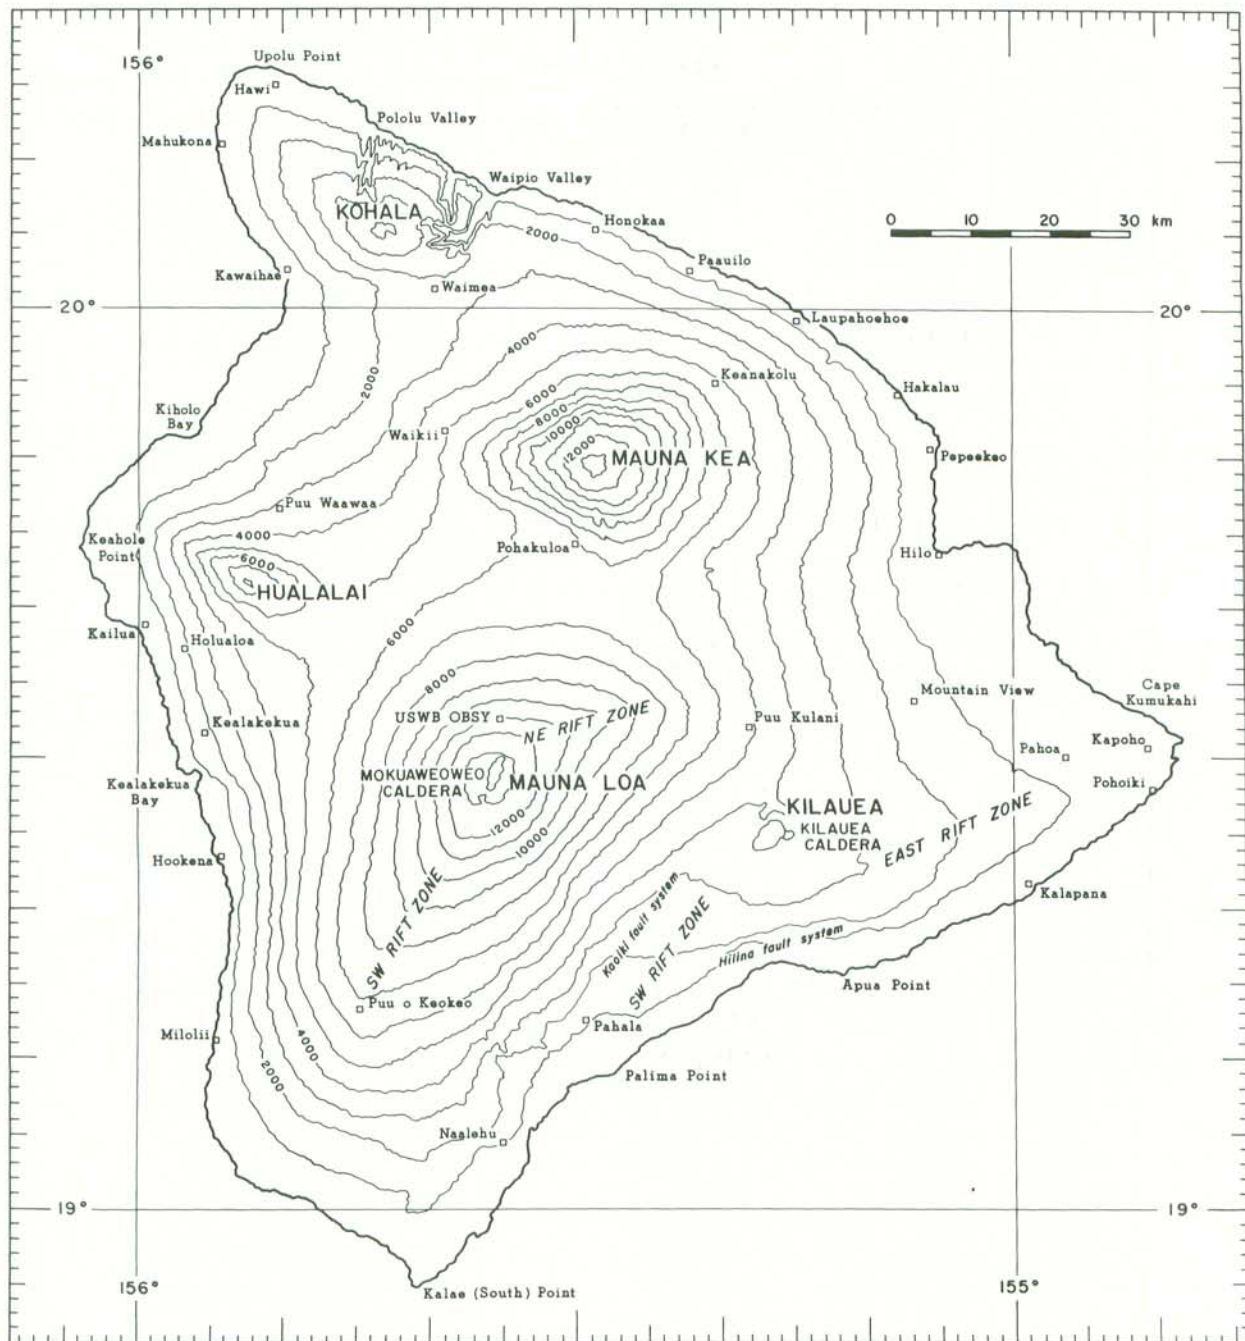 156°
Upolu Point
Hawi
Pololu Valley
Mahukona
Waipio Valley
KOHALA
Honokaa
0 10 20 30 km
2000
Kawaihae
Waimea
Paauilo
20°
20°
Laupahoehoe
4000
2000
Keanakolu
6000
Hakalau
8000
Kiholo
Bay
10000
Waikii
12000
MAUNA KEA
Pepeekeo
Puu Waawaa
4000
Keahole
Point
Pohakuloa
Hilo
6000
HUALALAI
Kailua
6000
Holualoa
8000
Mountain View
Cape
Kumukahi
USWB OBSY
NE RIFT ZONE
Puu Kulani
Kealakekua
Pahoa
Kapoho
MOKUAWEOWEO
CALDERA
MAUNA LOA
Kealakekua
Bay
Pohoiki
KILAUEA
KILAUEA
CALDERA
12000
10000
EAST RIFT ZONE
Hookena
Kalapana
SW RIFT ZONE
Kaoiki fault system
SW RIFT ZONE
Hilina fault system
Apua Point
Puu o Keokeo
Pahala
Milolii
4000
2000
Palima Point
Naalehu
19°
19°
156°
Kalae (South) Point
155°